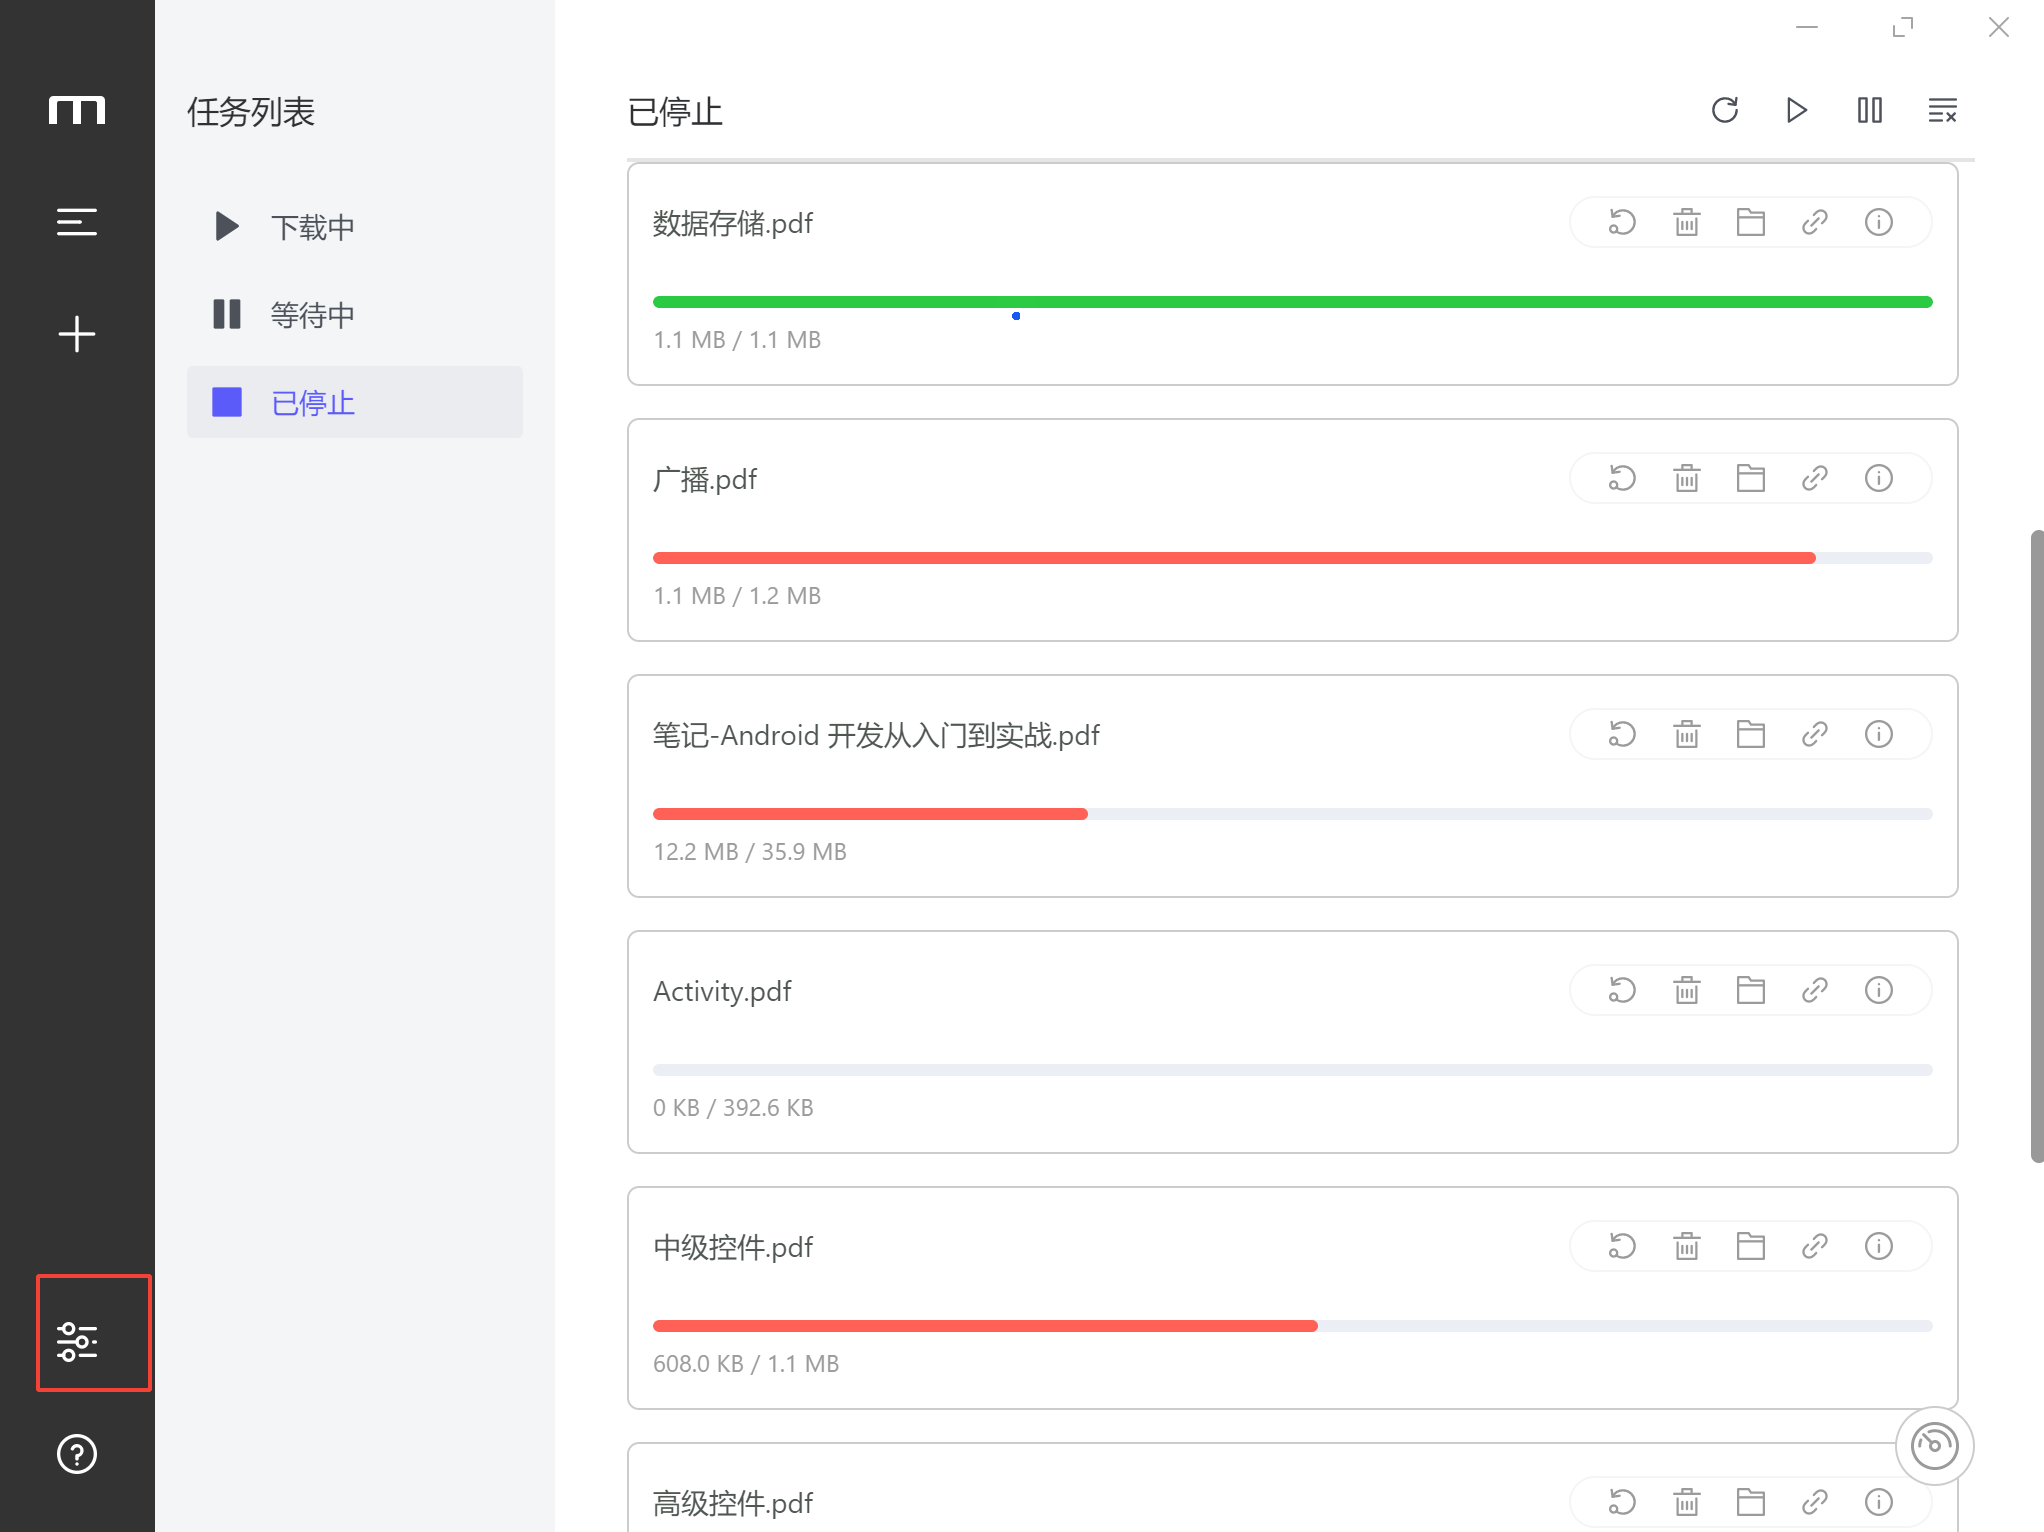 m
任务列表
下载中
等待中
已停止
已停止
数据存储.pdf
1.1 MB / 1.1 MB
广播.pdf
1.1 MB / 1.2 MB
笔记-Android 开发从入门到实战.pdf
12.2 MB / 35.9 MB
Activity.pdf
0 KB / 392.6 KB
中级控件.pdf
608.0 KB / 1.1 MB
高级控件.pdf